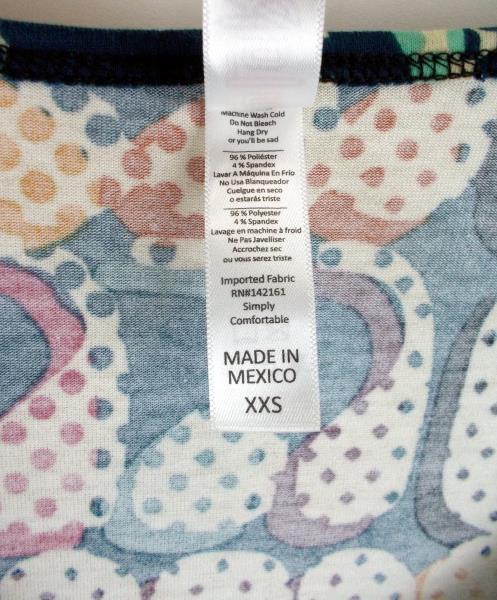 Machine Wash Cold
Do Not Bleach
Hang Dry
or you'll be sad
96 % Poliéster
4 % Spandex
Lavar A Máquina En Frío
No Usa Blanqueador
Cuelgue en seco
o estarás triste
96 % Polyester
4 % Spandex
Lavage en machine à froid
Ne Pas Javelliser
Accrochez sec
ou vous serez triste
Imported Fabric
RN#142161
Simply
Comfortable
MADE IN
MEXICO
XXS